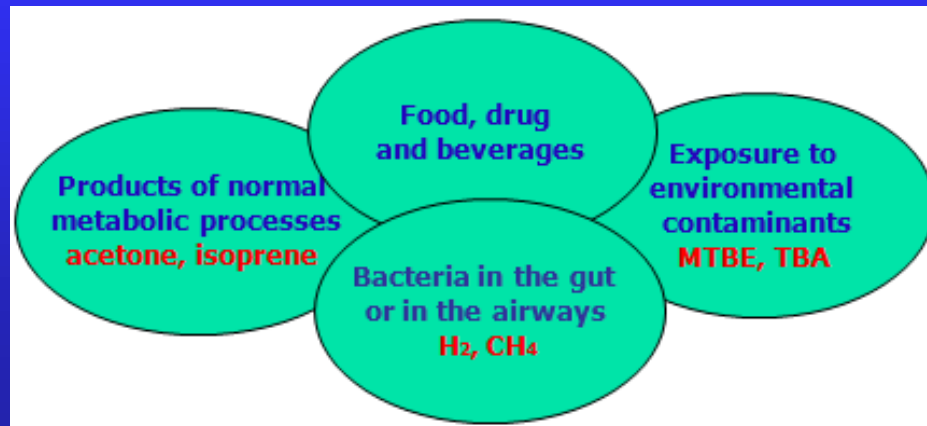 Food, drug
and beverages
Products of normal
metabolic processes
acetone, isoprene
Exposure to
environmental
contaminants
MTBE, TBA
Bacteria in the gut
or in the airways
H₂, CH₄